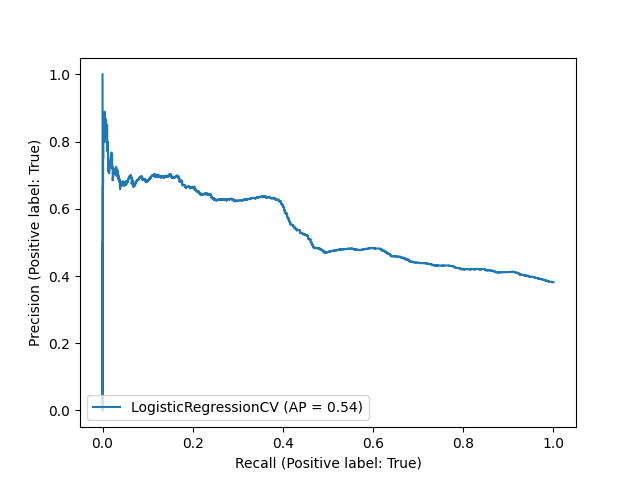 1.0
0.8
0.6
0.4
0.2
0.0
Precision (Positive label: True)
LogisticRegressionCV (AP = 0.54)
0.0 0.2 0.4 0.6 0.8 1.0
Recall (Positive label: True)